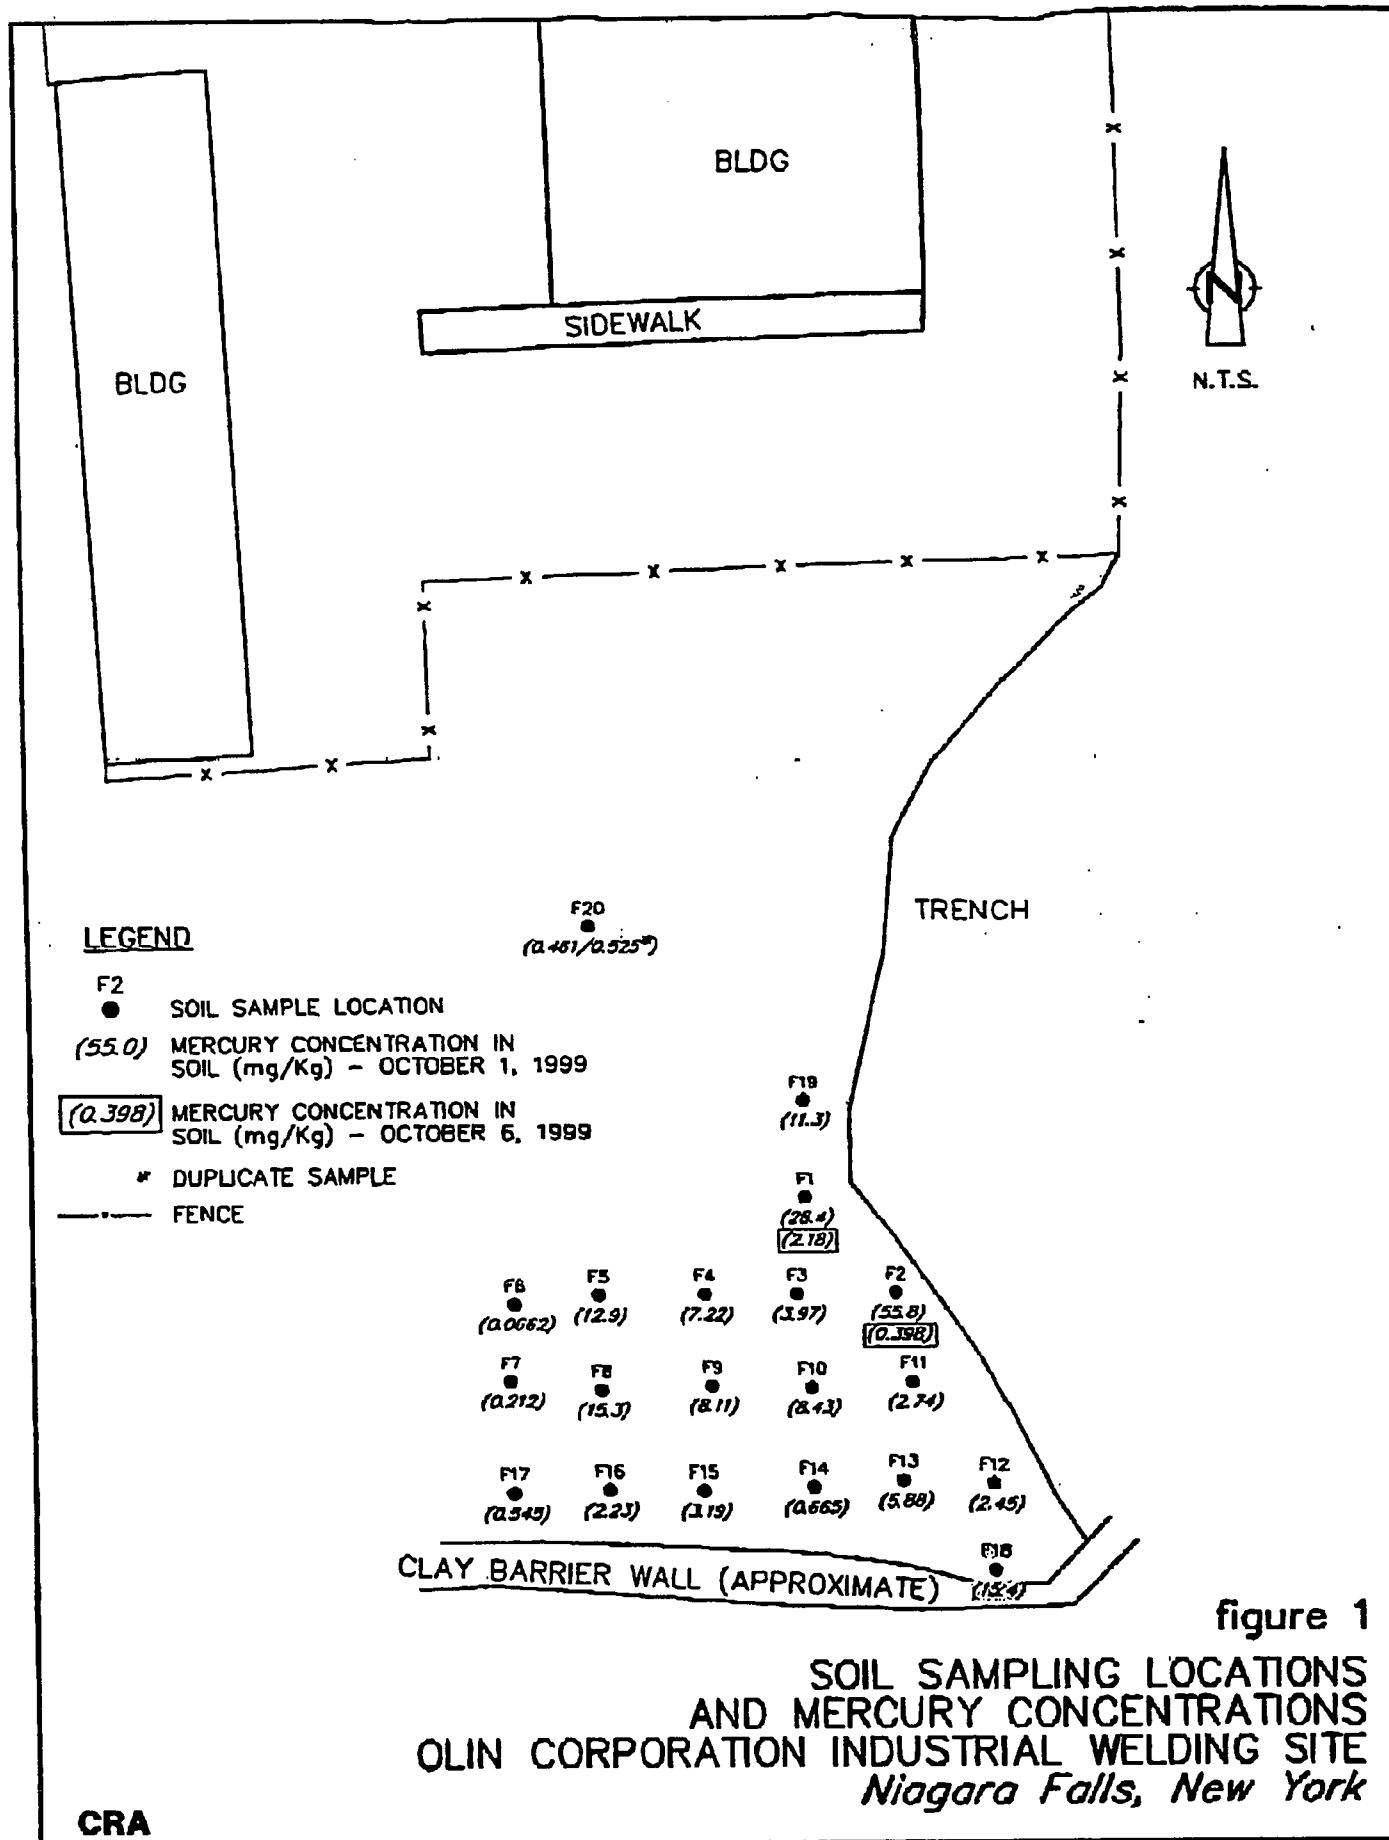 BLDG
SIDEWALK
BLDG
N
N.T.S.
TRENCH
F20
(0.461/0.525*)
LEGEND
F2
SOIL SAMPLE LOCATION
(55.0) MERCURY CONCENTRATION IN
SOIL (mg/Kg) - OCTOBER 1, 1999
(0.398) MERCURY CONCENTRATION IN
SOIL (mg/Kg) - OCTOBER 6, 1999
* DUPLICATE SAMPLE
FENCE
F19
(11.3)
F1
(28.4)
(2.18)
F6 F5 F4 F3 F2
(0.0662) (12.9) (7.22) (3.97) (55.8)
(0.398)
F7 F8 F9 F10 F11
(0.212) (15.3) (8.11) (8.43) (2.74)
F17 F16 F15 F14 F13 F12
(0.545) (2.23) (3.19) (0.665) (5.88) (2.45)
F18
(15.4)
CLAY BARRIER WALL (APPROXIMATE)
figure 1
SOIL SAMPLING LOCATIONS
AND MERCURY CONCENTRATIONS
OLIN CORPORATION INDUSTRIAL WELDING SITE
Niagara Falls, New York
CRA